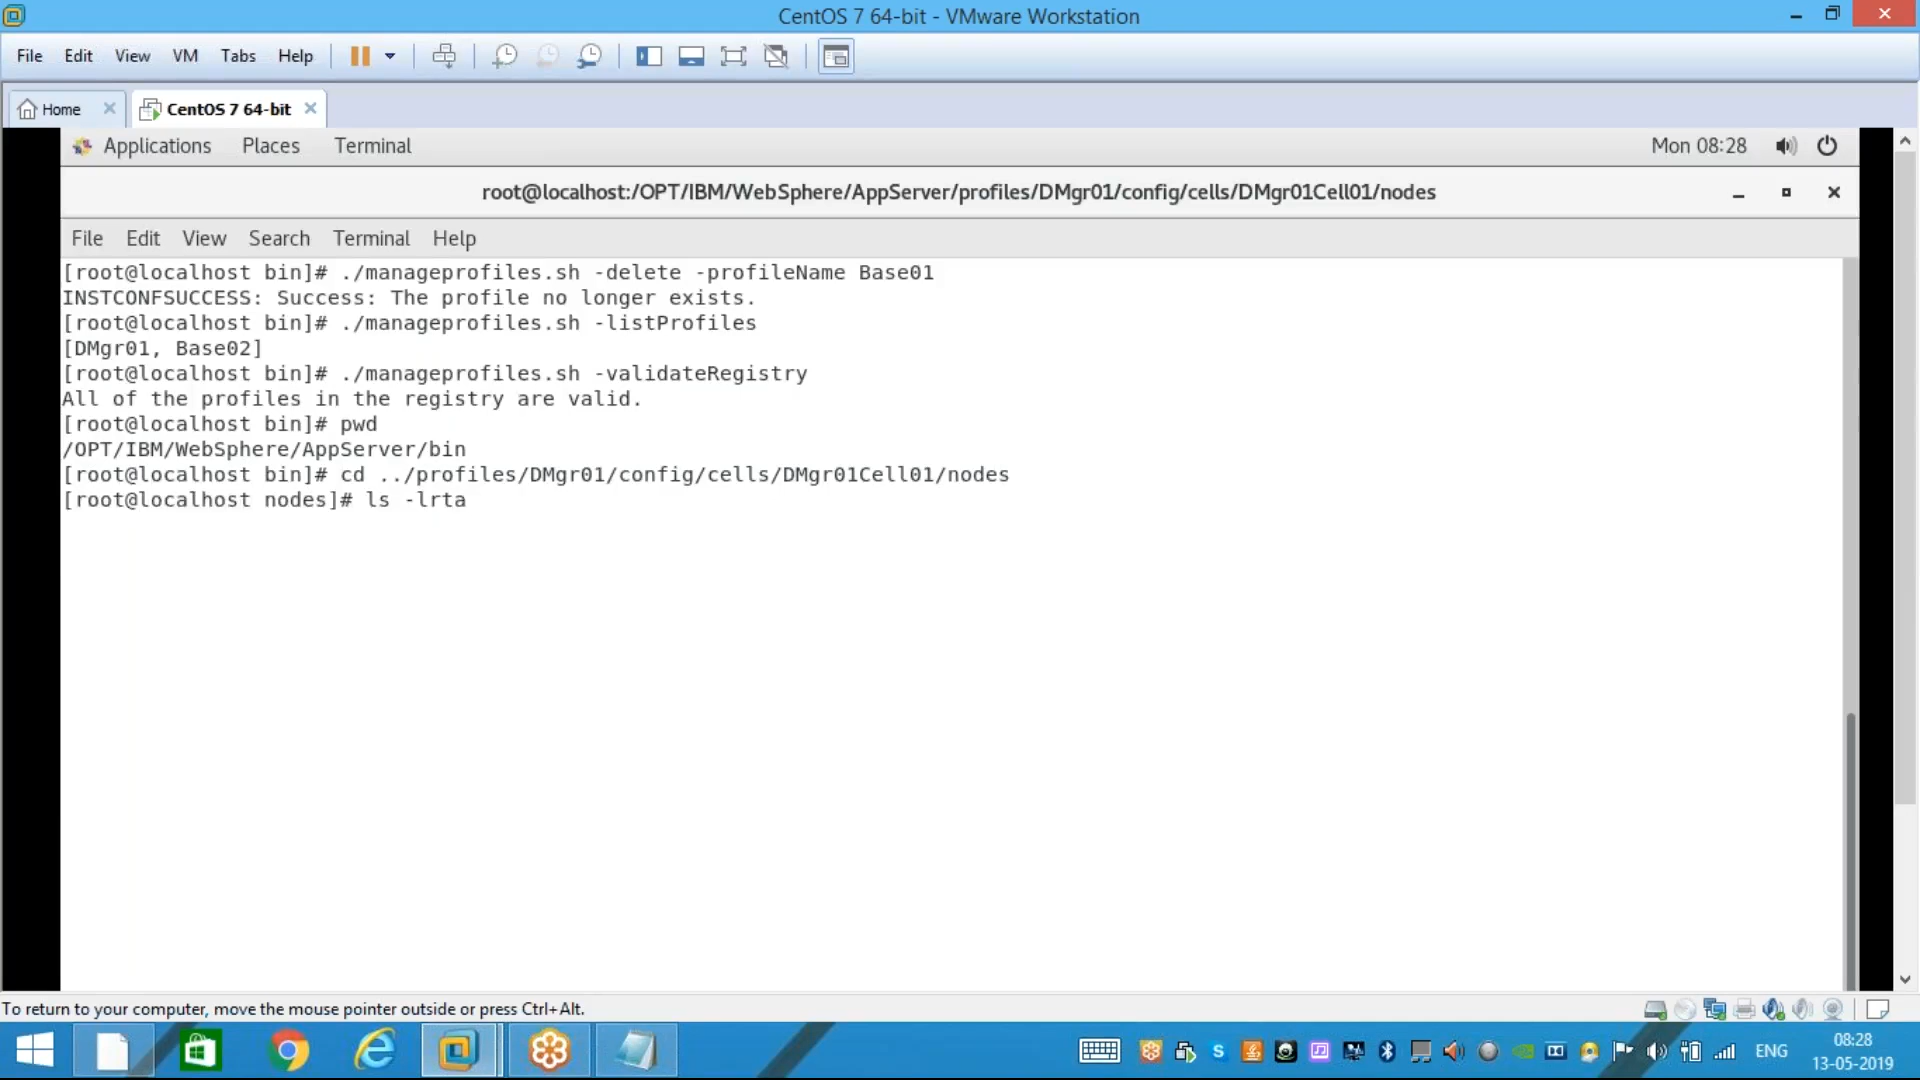 CentOS 7 64-bit - VMware Workstation
File Edit View VM Tabs Help
Home CentOS 7 64-bit
Applications Places Terminal Mon 08:28
root@localhost:/OPT/IBM/WebSphere/AppServer/profiles/DMgr01/config/cells/DMgr01Cell01/nodes
File Edit View Search Terminal Help
[root@localhost bin]# ./manageprofiles.sh -delete -profileName Base01
INSTCONFSUCCESS: Success: The profile no longer exists.
[root@localhost bin]# ./manageprofiles.sh -listProfiles
[DMgr01, Base02]
[root@localhost bin]# ./manageprofiles.sh -validateRegistry
All of the profiles in the registry are valid.
[root@localhost bin]# pwd
/OPT/IBM/WebSphere/AppServer/bin
[root@localhost bin]# cd ../profiles/DMgr01/config/cells/DMgr01Cell01/nodes
[root@localhost nodes]# ls -lrta
To return to your computer, move the mouse pointer outside or press Ctrl+Alt.
ENG
08:28
13-05-2019